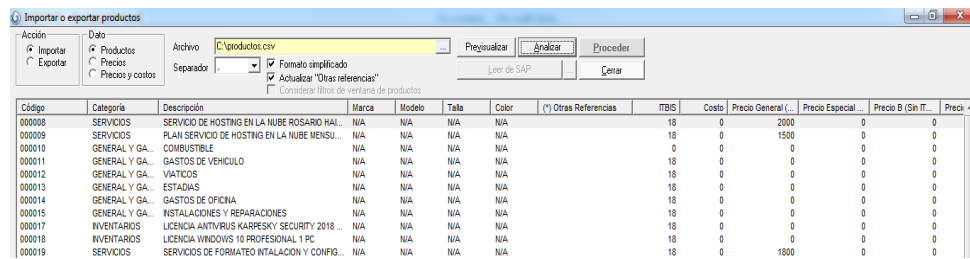 Importar o exportar productos
Acción
Importar
Exportar
Dato
Productos
Precios
Precios y costos
Archivo C:\productos.csv ... Previsualizar Analizar Proceder
Separador , Formato simplificado Leer de SAP ... Cerrar
Actualizar "Otras referencias"
Considerar filtros de ventana de productos
Código Categoría Descripción Marca Modelo Talla Color (*) Otras Referencias ITBIS Costo Precio General (... Precio Especial ... Precio B (Sin IT... Preci
000008 SERVICIOS SERVICIO DE HOSTING EN LA NUBE ROSARIO HAI... N/A N/A N/A N/A 18 0 2000 0 0
000009 SERVICIOS PLAN SERVICIO DE HOSTING EN LA NUBE MENSU... N/A N/A N/A N/A 18 0 1500 0 0
000010 GENERAL Y GA... COMBUSTIBLE N/A N/A N/A N/A 0 0 0 0 0
000011 GENERAL Y GA... GASTOS DE VEHICULO N/A N/A N/A N/A 18 0 0 0 0
000012 GENERAL Y GA... VIATICOS N/A N/A N/A N/A 18 0 0 0 0
000013 GENERAL Y GA... ESTADIAS N/A N/A N/A N/A 18 0 0 0 0
000014 GENERAL Y GA... GASTOS DE OFICINA N/A N/A N/A N/A 18 0 0 0 0
000015 GENERAL Y GA... INSTALACIONES Y REPARACIONES N/A N/A N/A N/A 18 0 0 0 0
000017 INVENTARIOS LICENCIA ANTIVIRUS KARPESKY SECURITY 2018 ... N/A N/A N/A N/A 18 0 0 0 0
000018 INVENTARIOS LICENCIA WINDOWS 10 PROFESIONAL 1 PC N/A N/A N/A N/A 18 0 0 0 0
000019 SERVICIOS SERVICIOS DE FORMATEO INTALACION Y CONFIG... N/A N/A N/A N/A 18 0 1800 0 0